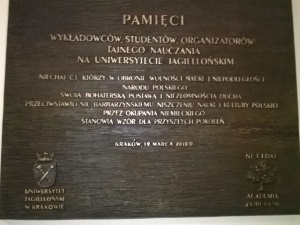 PAMIĘCI
WYKŁADOWCÓW, STUDENTÓW, ORGANIZATORÓW
TAJNEGO NAUCZANIA
NA UNIWERSYTECIE JAGIELLOŃSKIM
NIECHAJ CI, KTÓRZY W OBRONIE WOLNOŚCI NAUKI I NIEPODLEGŁOŚCI
NARODU POLSKIEGO
SWOJĄ BOHATERSKĄ POSTAWĄ I NIEZŁOMNOŚCIĄ DUCHA
PRZECIWSTAWILI SIĘ BARBARZYŃSKIEMU NISZCZENIU NAUKI I KULTURY POLSKIEJ
PRZEZ OKUPANTA NIEMIECKIEGO
STANOWIĄ WZÓR DLA PRZYSZŁYCH POKOLEŃ
KRAKÓW, 19 MARCA 2018 R.
UNIWERSYTET
JAGIELLOŃSKI
W KRAKOWIE
NE CEDAT
ACADEMIA